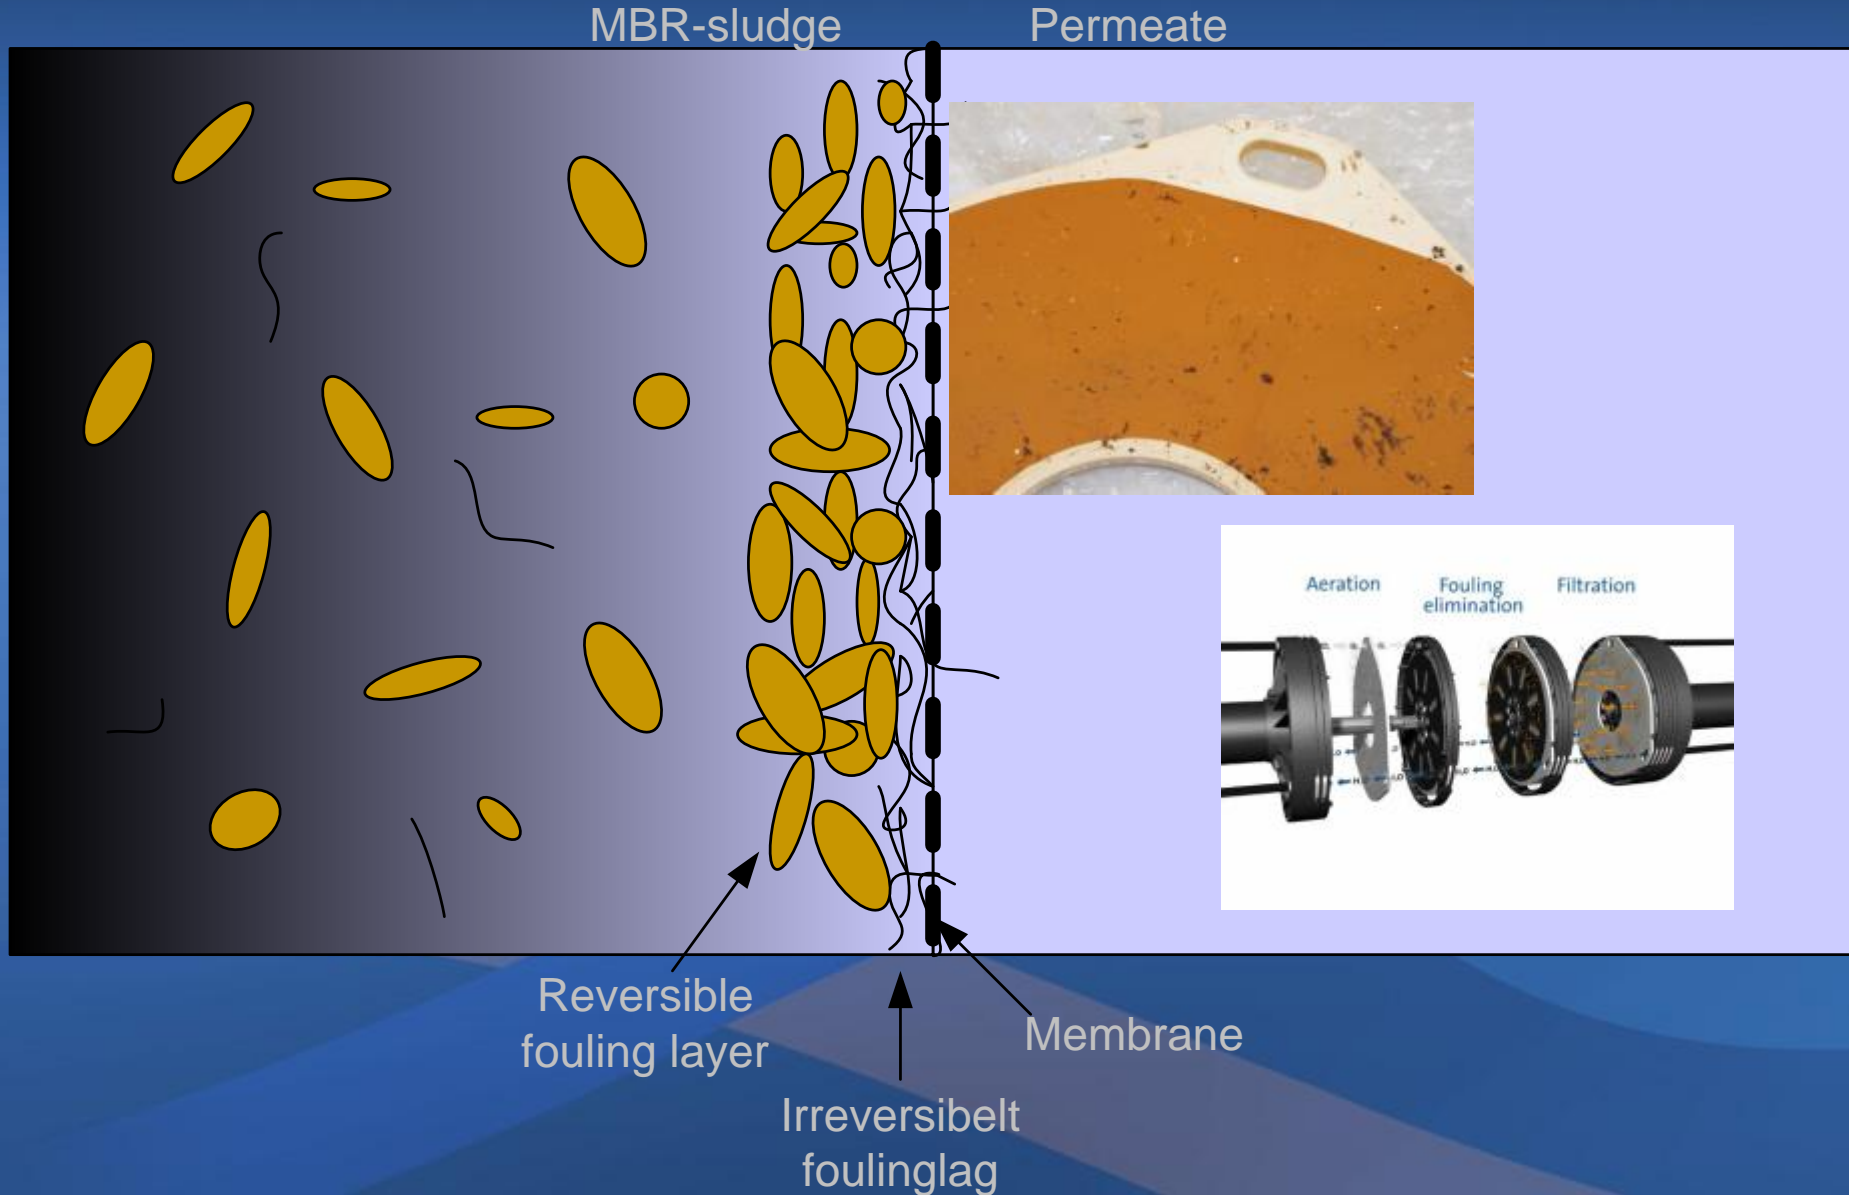 MBR-sludge
Permeate
Aeration
Fouling
elimination
Filtration
Reversible
fouling layer
Membrane
Irreversibelt
foulinglag